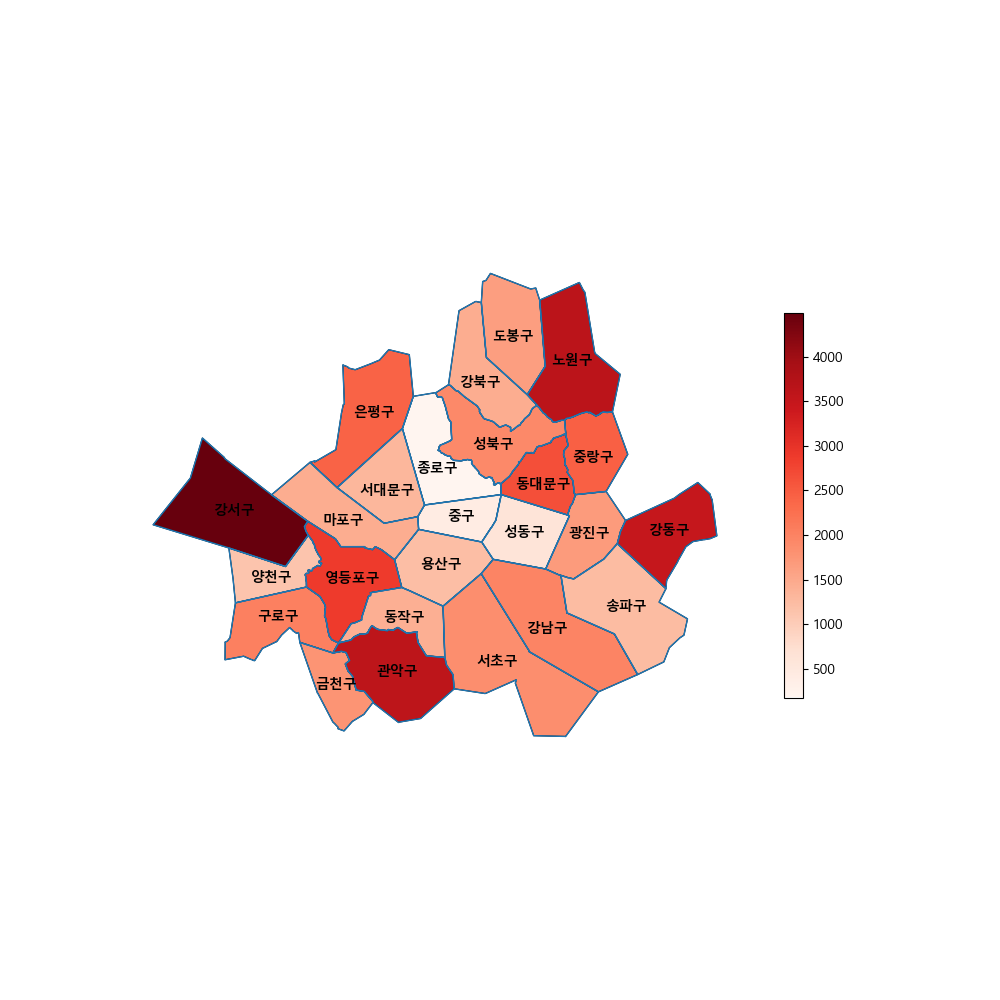 도봉구
노원구
강북구
은평구
성북구
중랑구
종로구
동대문구
서대문구
강서구
중구
마포구
성동구
광진구
강동구
용산구
양천구
영등포구
송파구
구로구
동작구
강남구
서초구
관악구
금천구
4000
3500
3000
2500
2000
1500
1000
500